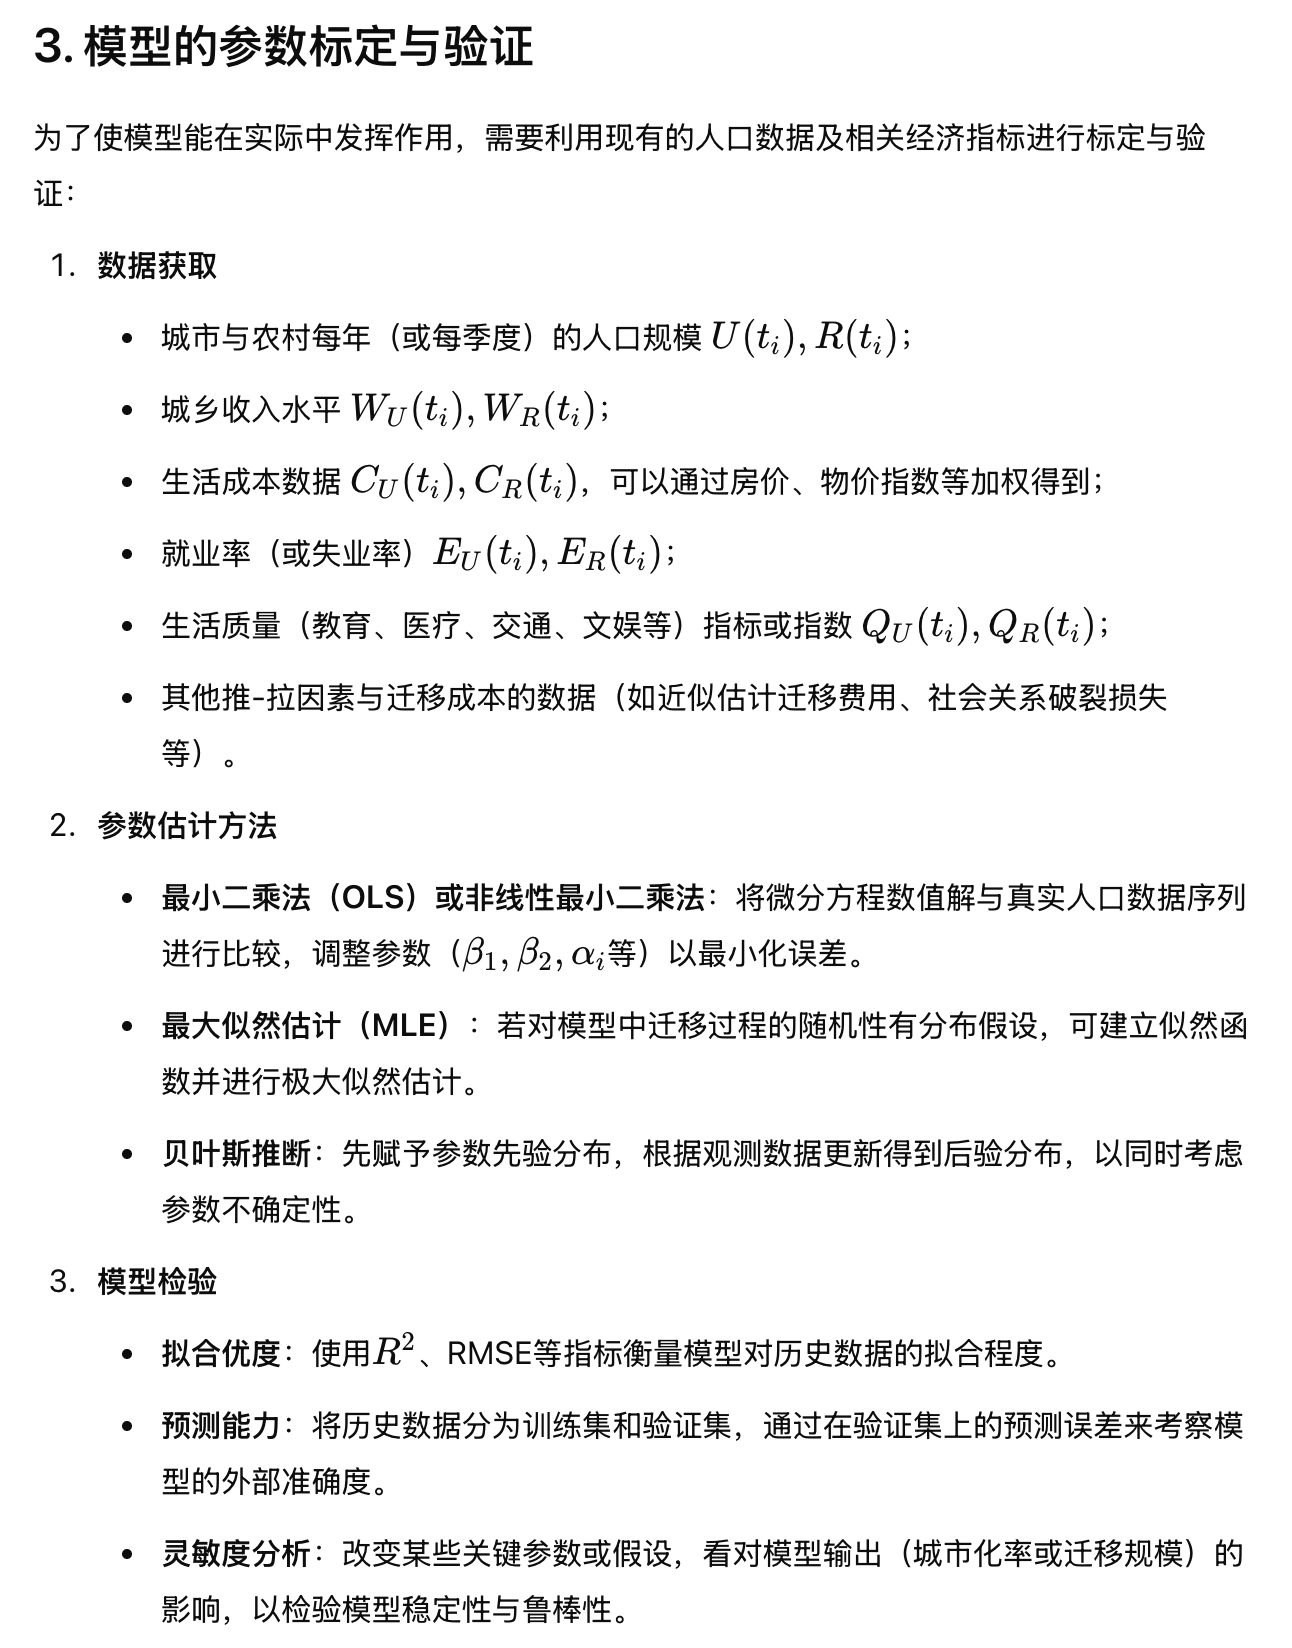 3. 模型的参数标定与验证
为了使模型能在实际中发挥作用，需要利用现有的人口数据及相关经济指标进行标定与验
证：
1. 数据获取
• 城市与农村每年（或每季度）的人口规模 U(t_i), R(t_i)；
• 城乡收入水平 W_U(t_i), W_R(t_i)；
• 生活成本数据 C_U(t_i), C_R(t_i)，可以通过房价、物价指数等加权得到；
• 就业率（或失业率）E_U(t_i), E_R(t_i)；
• 生活质量（教育、医疗、交通、文娱等）指标或指数 Q_U(t_i), Q_R(t_i)；
• 其他推-拉因素与迁移成本的数据（如近似估计迁移费用、社会关系破裂损失
等）。
2. 参数估计方法
• 最小二乘法（OLS）或非线性最小二乘法：将微分方程数值解与真实人口数据序列
进行比较，调整参数（β_1, β_2, α_i等）以最小化误差。
• 最大似然估计（MLE）：若对模型中迁移过程的随机性有分布假设，可建立似然函
数并进行极大似然估计。
• 贝叶斯推断：先赋予参数先验分布，根据观测数据更新得到后验分布，以同时考虑
参数不确定性。
3. 模型检验
• 拟合优度：使用R²、RMSE等指标衡量模型对历史数据的拟合程度。
• 预测能力：将历史数据分为训练集和验证集，通过在验证集上的预测误差来考察模
型的外部准确度。
• 灵敏度分析：改变某些关键参数或假设，看对模型输出（城市化率或迁移规模）的
影响，以检验模型稳定性与鲁棒性。